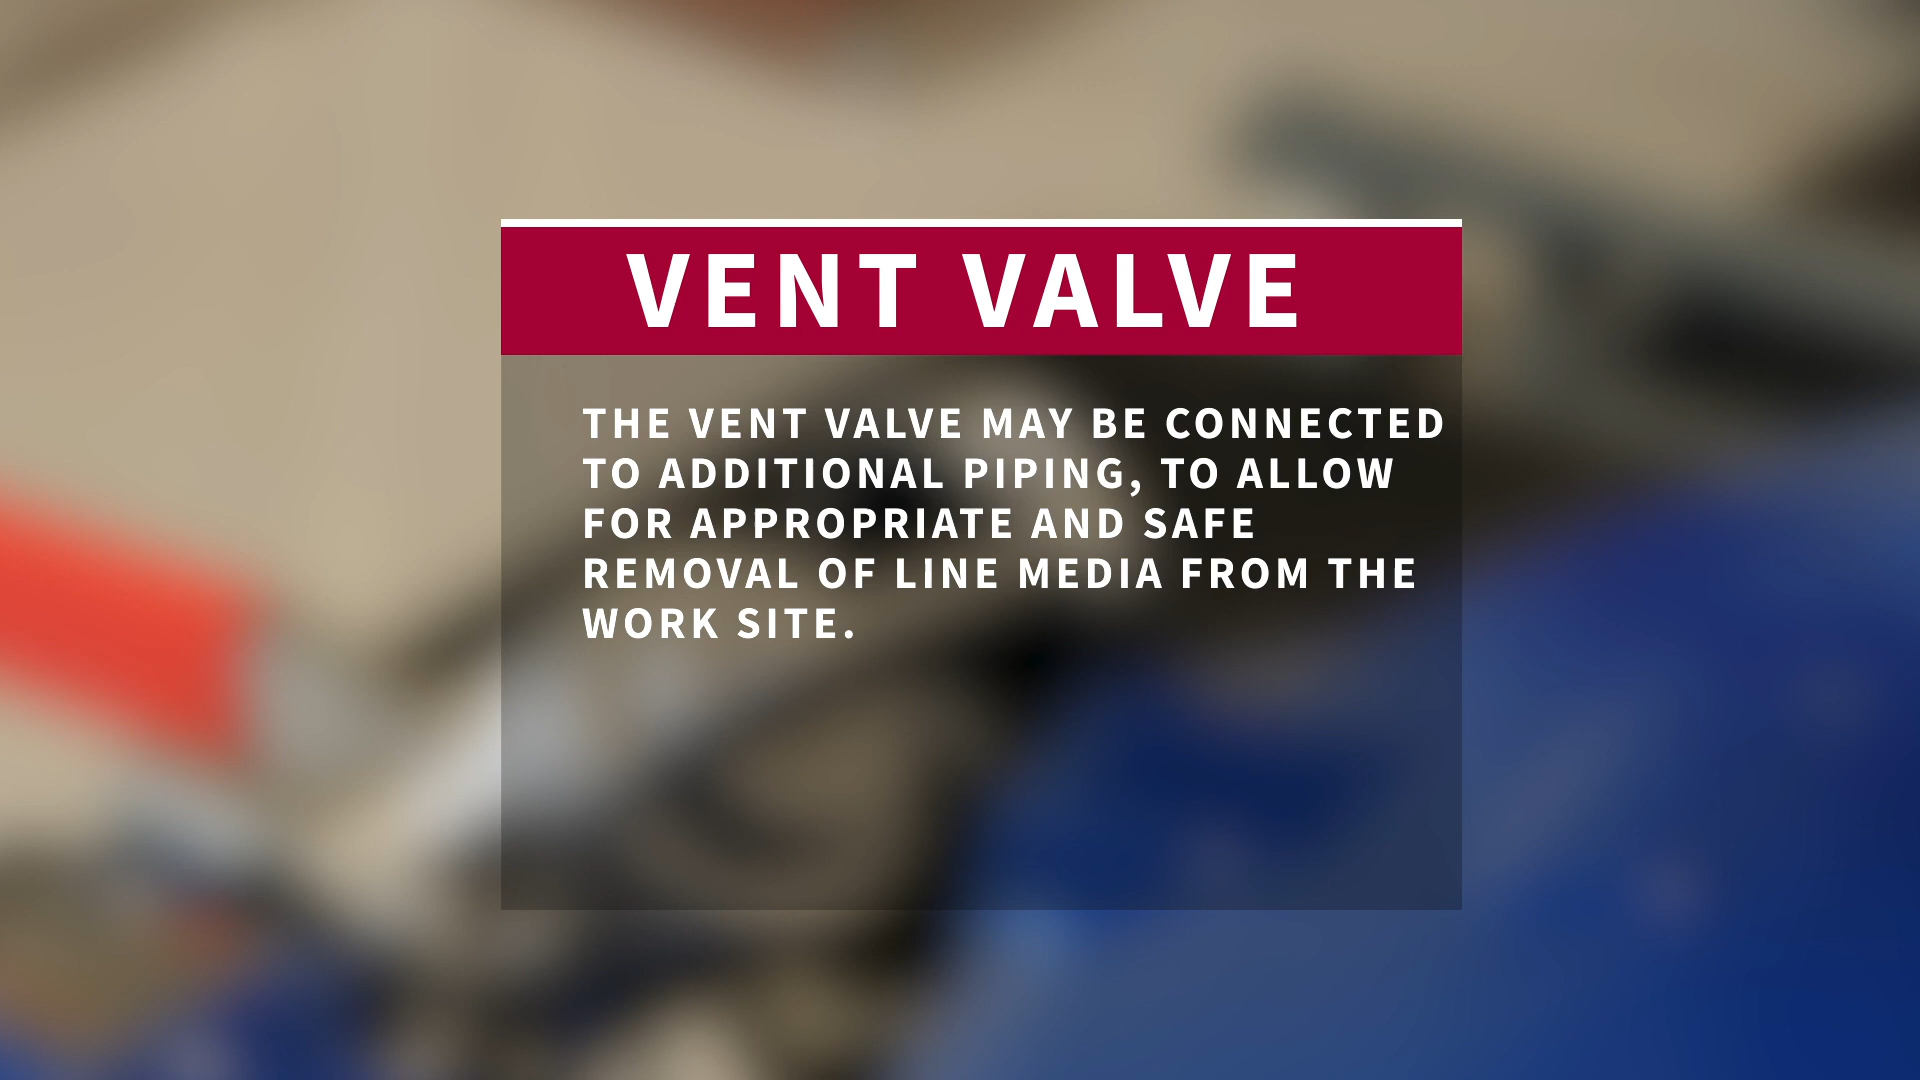 VENT VALVE
THE VENT VALVE MAY BE CONNECTED
TO ADDITIONAL PIPING, TO ALLOW
FOR APPROPRIATE AND SAFE
REMOVAL OF LINE MEDIA FROM THE
WORK SITE.